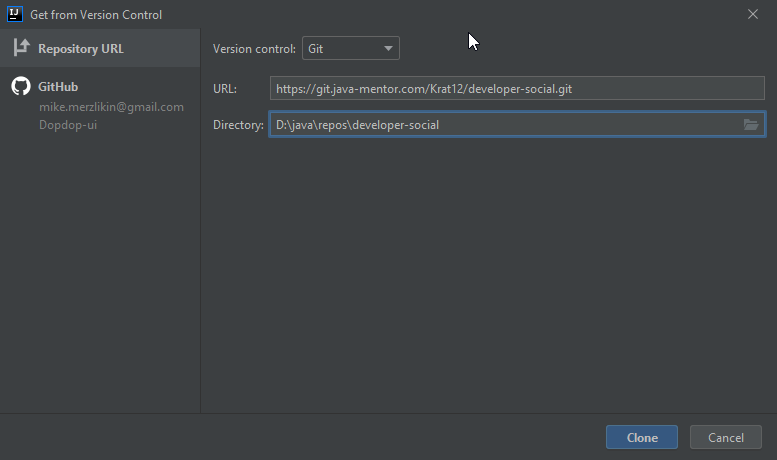 IJ Get from Version Control
Repository URL
Version control: Git
GitHub
mike.merzlikin@gmail.com
Dopdop-ui
URL: https://git.java-mentor.com/Krat12/developer-social.git
Directory: D:\java\repos\developer-social
Clone Cancel